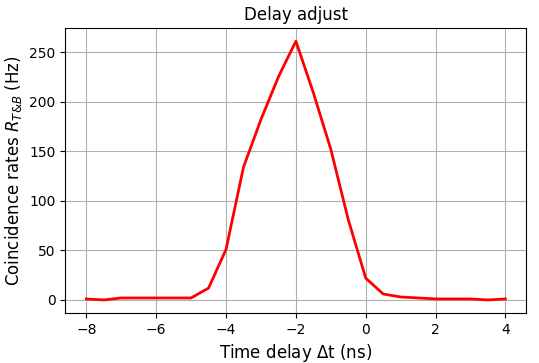 Delay adjust
Coincidence rates R_{T&B} (Hz)
250
200
150
100
50
0
−8 −6 −4 −2 0 2 4
Time delay Δt (ns)